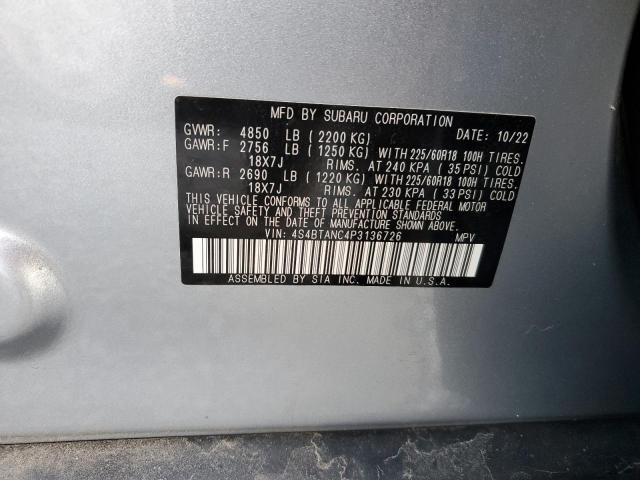 MFD BY SUBARU CORPORATION
GVWR: 4850 LB (2200 KG) DATE: 10/22
GAWR:F 2756 LB (1250 KG) WITH 225/60R18 100H TIRES.
18X7J RIMS. AT 240 KPA (35 PSI) COLD
GAWR:R 2690 LB (1220 KG) WITH 225/60R18 100H TIRES.
18X7J RIMS. AT 230 KPA (33 PSI) COLD
THIS VEHICLE CONFORMS TO ALL APPLICABLE FEDERAL MOTOR
VEHICLE SAFETY AND THEFT PREVENTION STANDARDS
IN EFFECT ON THE DATE OF MANUFACTURE SHOWN ABOVE.
VIN: 4S4BTANC4P3136726 MPV
ASSEMBLED BY SIA INC. MADE IN U.S.A.